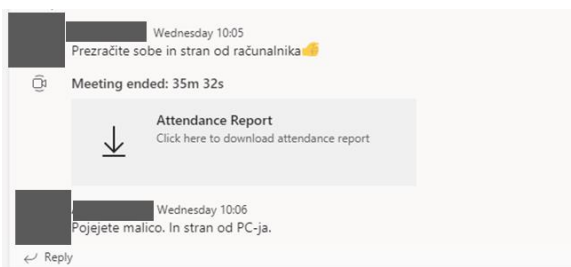 Wednesday 10:05
Prezračite sobe in stran od računalnika
Meeting ended: 35m 32s
Attendance Report
Click here to download attendance report
Wednesday 10:06
Pojejete malico. In stran od PC-ja.
Reply